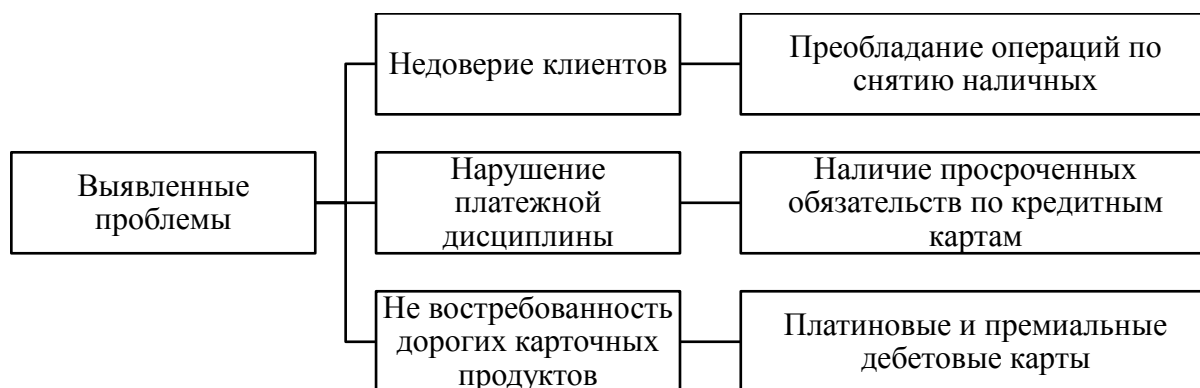 Выявленные
проблемы
Недоверие клиентов
Преобладание операций по
снятию наличных
Нарушение
платежной
дисциплины
Наличие просроченных
обязательств по кредитным
картам
Не востребованность
дорогих карточных
продуктов
Платиновые и премиальные
дебетовые карты